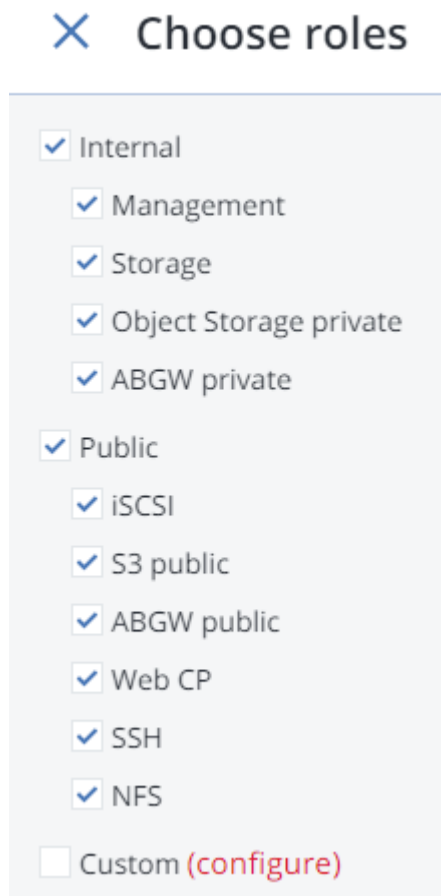 Choose roles
Internal
Management
Storage
Object Storage private
ABGW private
Public
iSCSI
S3 public
ABGW public
Web CP
SSH
NFS
Custom (configure)